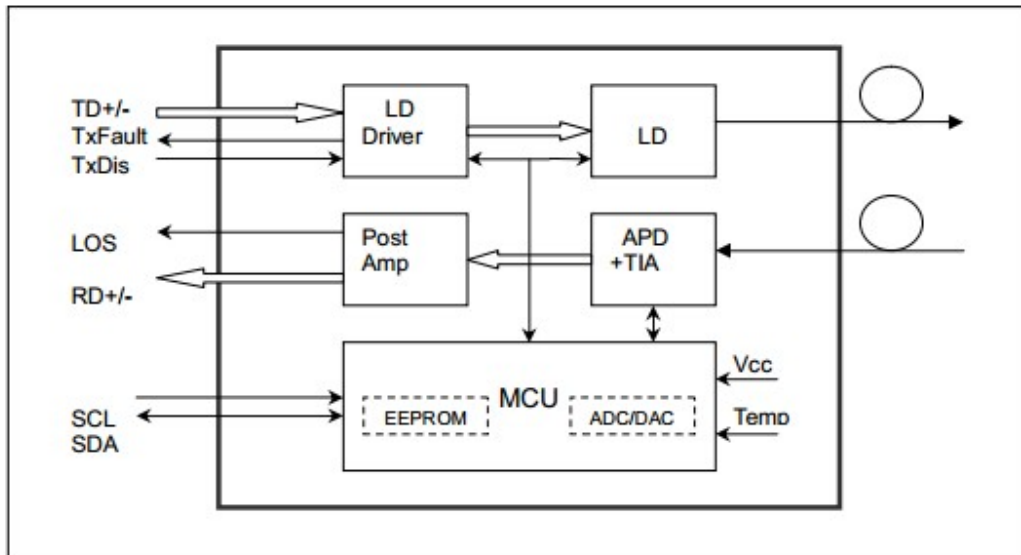 TD+/-
TxFault
TxDis
LD
Driver
LD
LOS
RD+/-
Post
Amp
APD
+TIA
SCL
SDA
MCU
EEPROM
ADC/DAC
Vcc
Temp